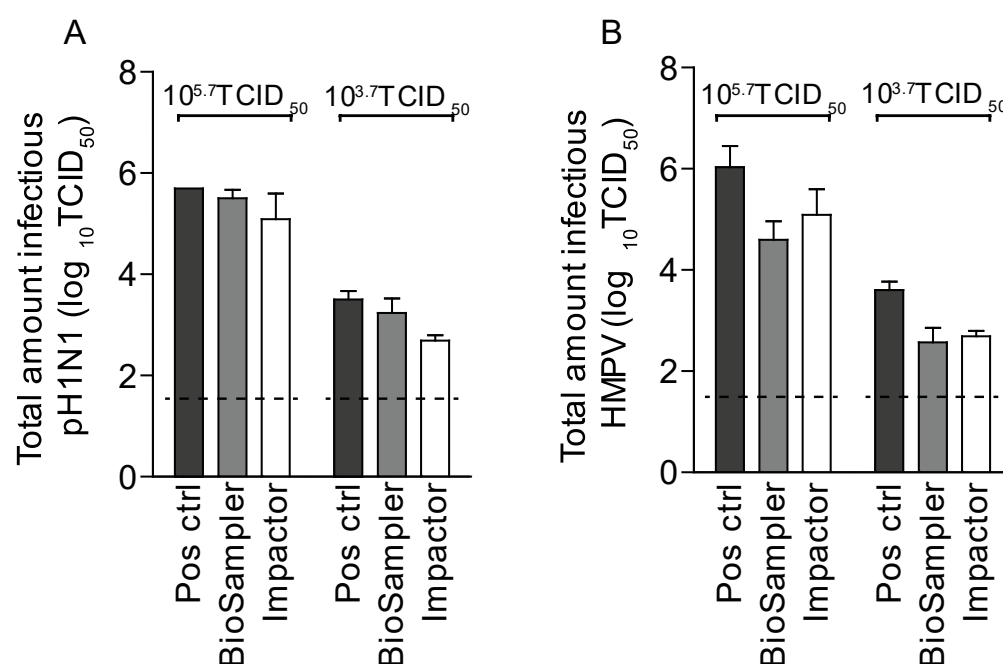 A
Total amount infectious
pH1N1 (log 10TCID50)
8
6
4
2
0
10^5.7TCID50
10^3.7TCID50
Pos ctrl
BioSampler
Impactor
Pos ctrl
BioSampler
Impactor
B
Total amount infectious
HMPV (log 10TCID50)
8
6
4
2
0
10^5.7TCID50
10^3.7TCID50
Pos ctrl
BioSampler
Impactor
Pos ctrl
BioSampler
Impactor